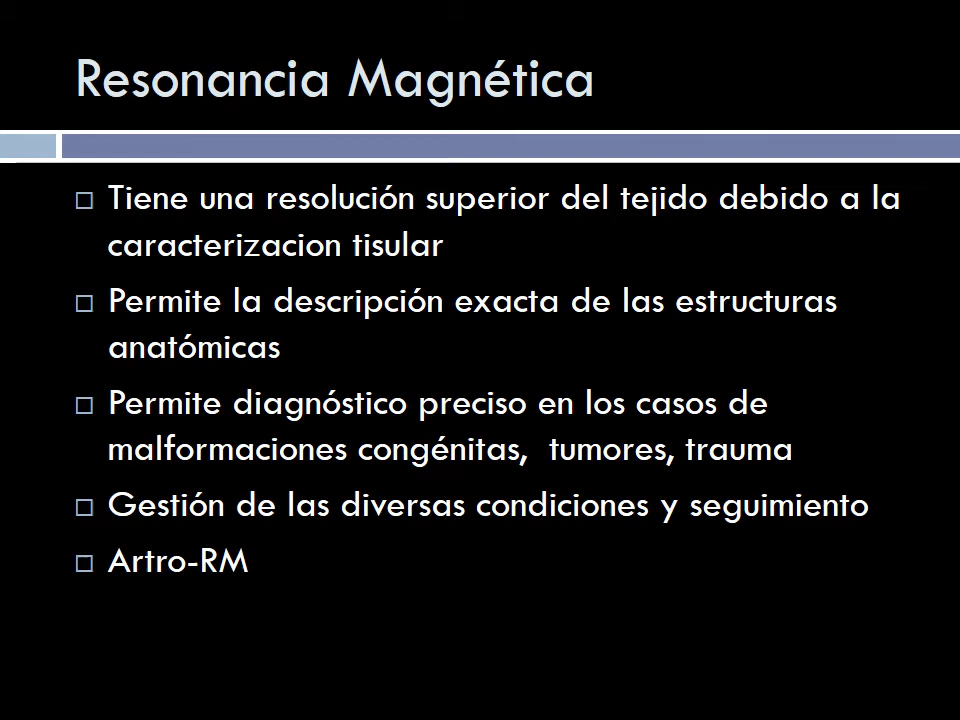 Resonancia Magnética
Tiene una resolución superior del tejido debido a la
caracterizacion tisular
Permite la descripción exacta de las estructuras
anatómicas
Permite diagnóstico preciso en los casos de
malformaciones congénitas,  tumores, trauma
Gestión de las diversas condiciones y seguimiento
Artro-RM